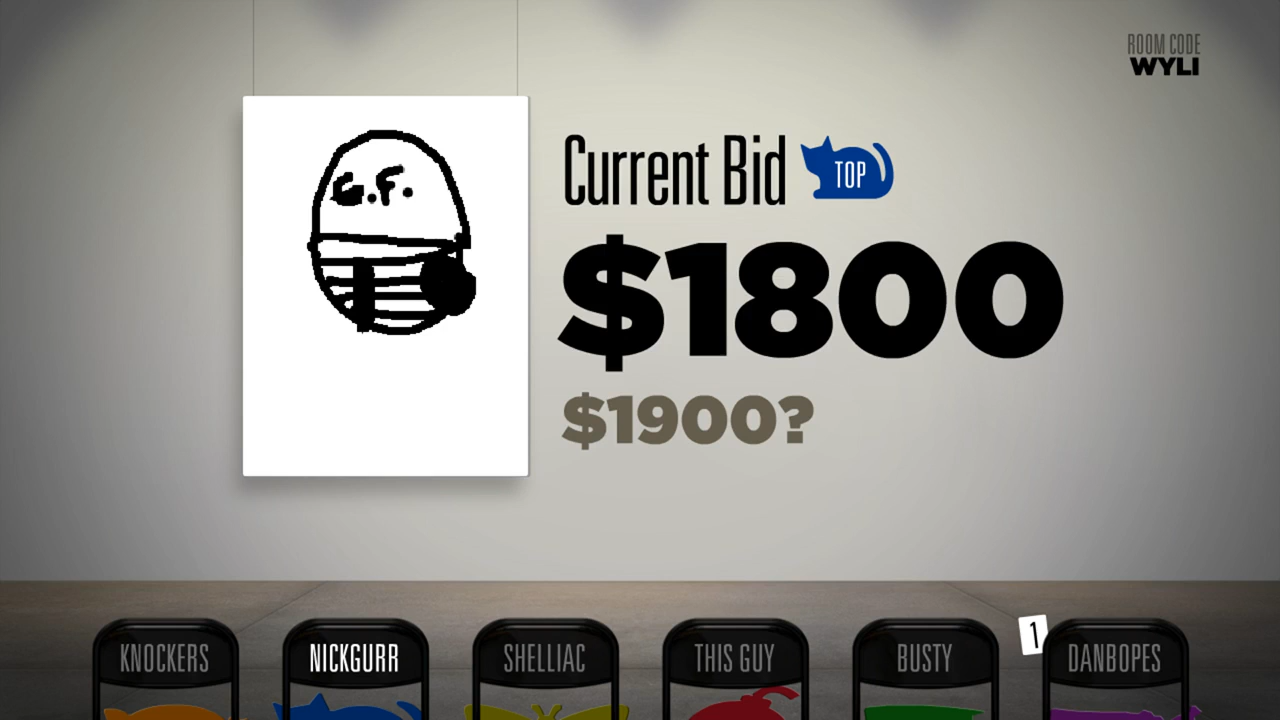 ROOM CODE
WYLI
G.F.
Current Bid TOP
$1800
$1900?
1
KNOCKERS NICKGURR SHELLIAC THIS GUY BUSTY DANBOPES